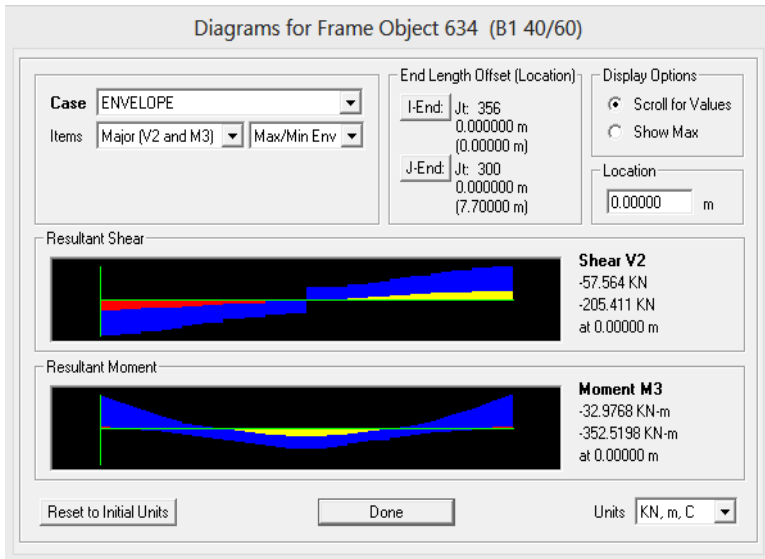 Diagrams for Frame Object 634 (B1 40/60)
Case ENVELOPE
Items Major (V2 and M3) Max/Min Env
End Length Offset (Location)
I-End: Jt: 356
0.000000 m
(0.00000 m)
J-End: Jt: 300
0.000000 m
(7.70000 m)
Display Options
Scroll for Values
Show Max
Location
0.00000 m
Resultant Shear
Shear V2
-57.564 KN
-205.411 KN
at 0.00000 m
Resultant Moment
Moment M3
-32.9768 KN-m
-352.5198 KN-m
at 0.00000 m
Reset to Initial Units
Done
Units KN, m, C